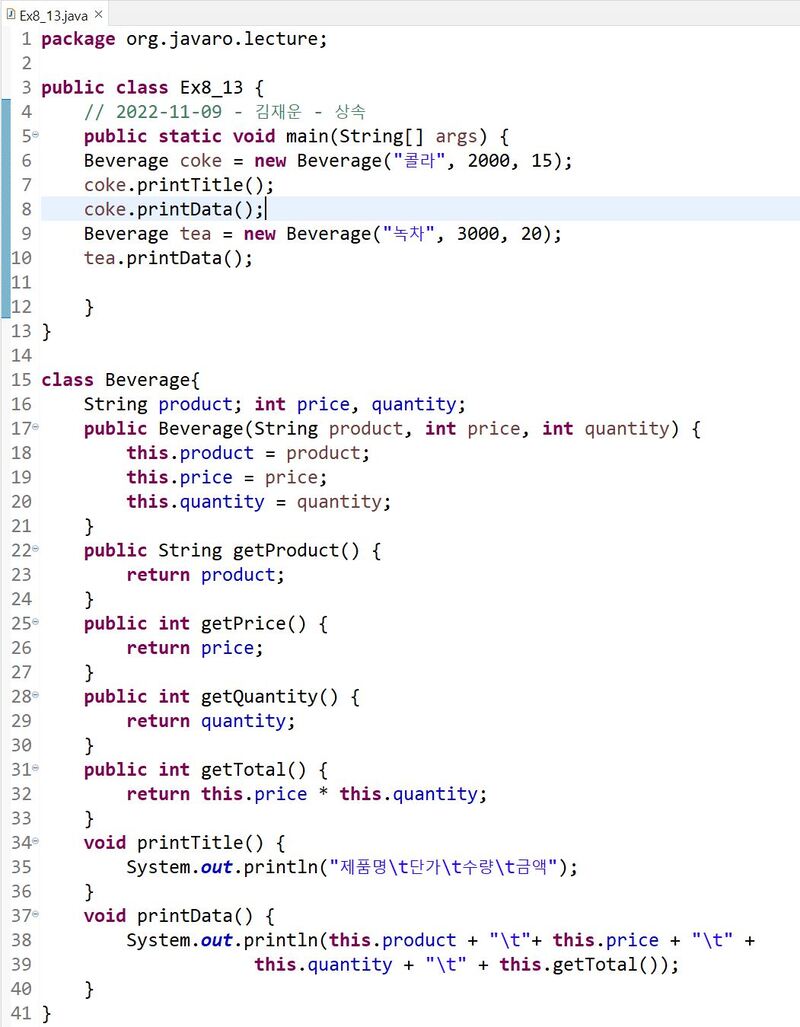 Ex8_13.java
1 package org.javaro.lecture;
2
3 public class Ex8_13 {
4     // 2022-11-09 - 김재운 - 상속
5     public static void main(String[] args) {
6     Beverage coke = new Beverage("콜라", 2000, 15);
7     coke.printTitle();
8     coke.printData();
9     Beverage tea = new Beverage("녹차", 3000, 20);
10     tea.printData();
11
12     }
13 }
14
15 class Beverage{
16     String product; int price, quantity;
17     public Beverage(String product, int price, int quantity) {
18         this.product = product;
19         this.price = price;
20         this.quantity = quantity;
21     }
22     public String getProduct() {
23         return product;
24     }
25     public int getPrice() {
26         return price;
27     }
28     public int getQuantity() {
29         return quantity;
30     }
31     public int getTotal() {
32         return this.price * this.quantity;
33     }
34     void printTitle() {
35         System.out.println("제품명\t단가\t수량\t금액");
36     }
37     void printData() {
38         System.out.println(this.product + "\t"+ this.price + "\t" +
39                 this.quantity + "\t" + this.getTotal());
40     }
41 }